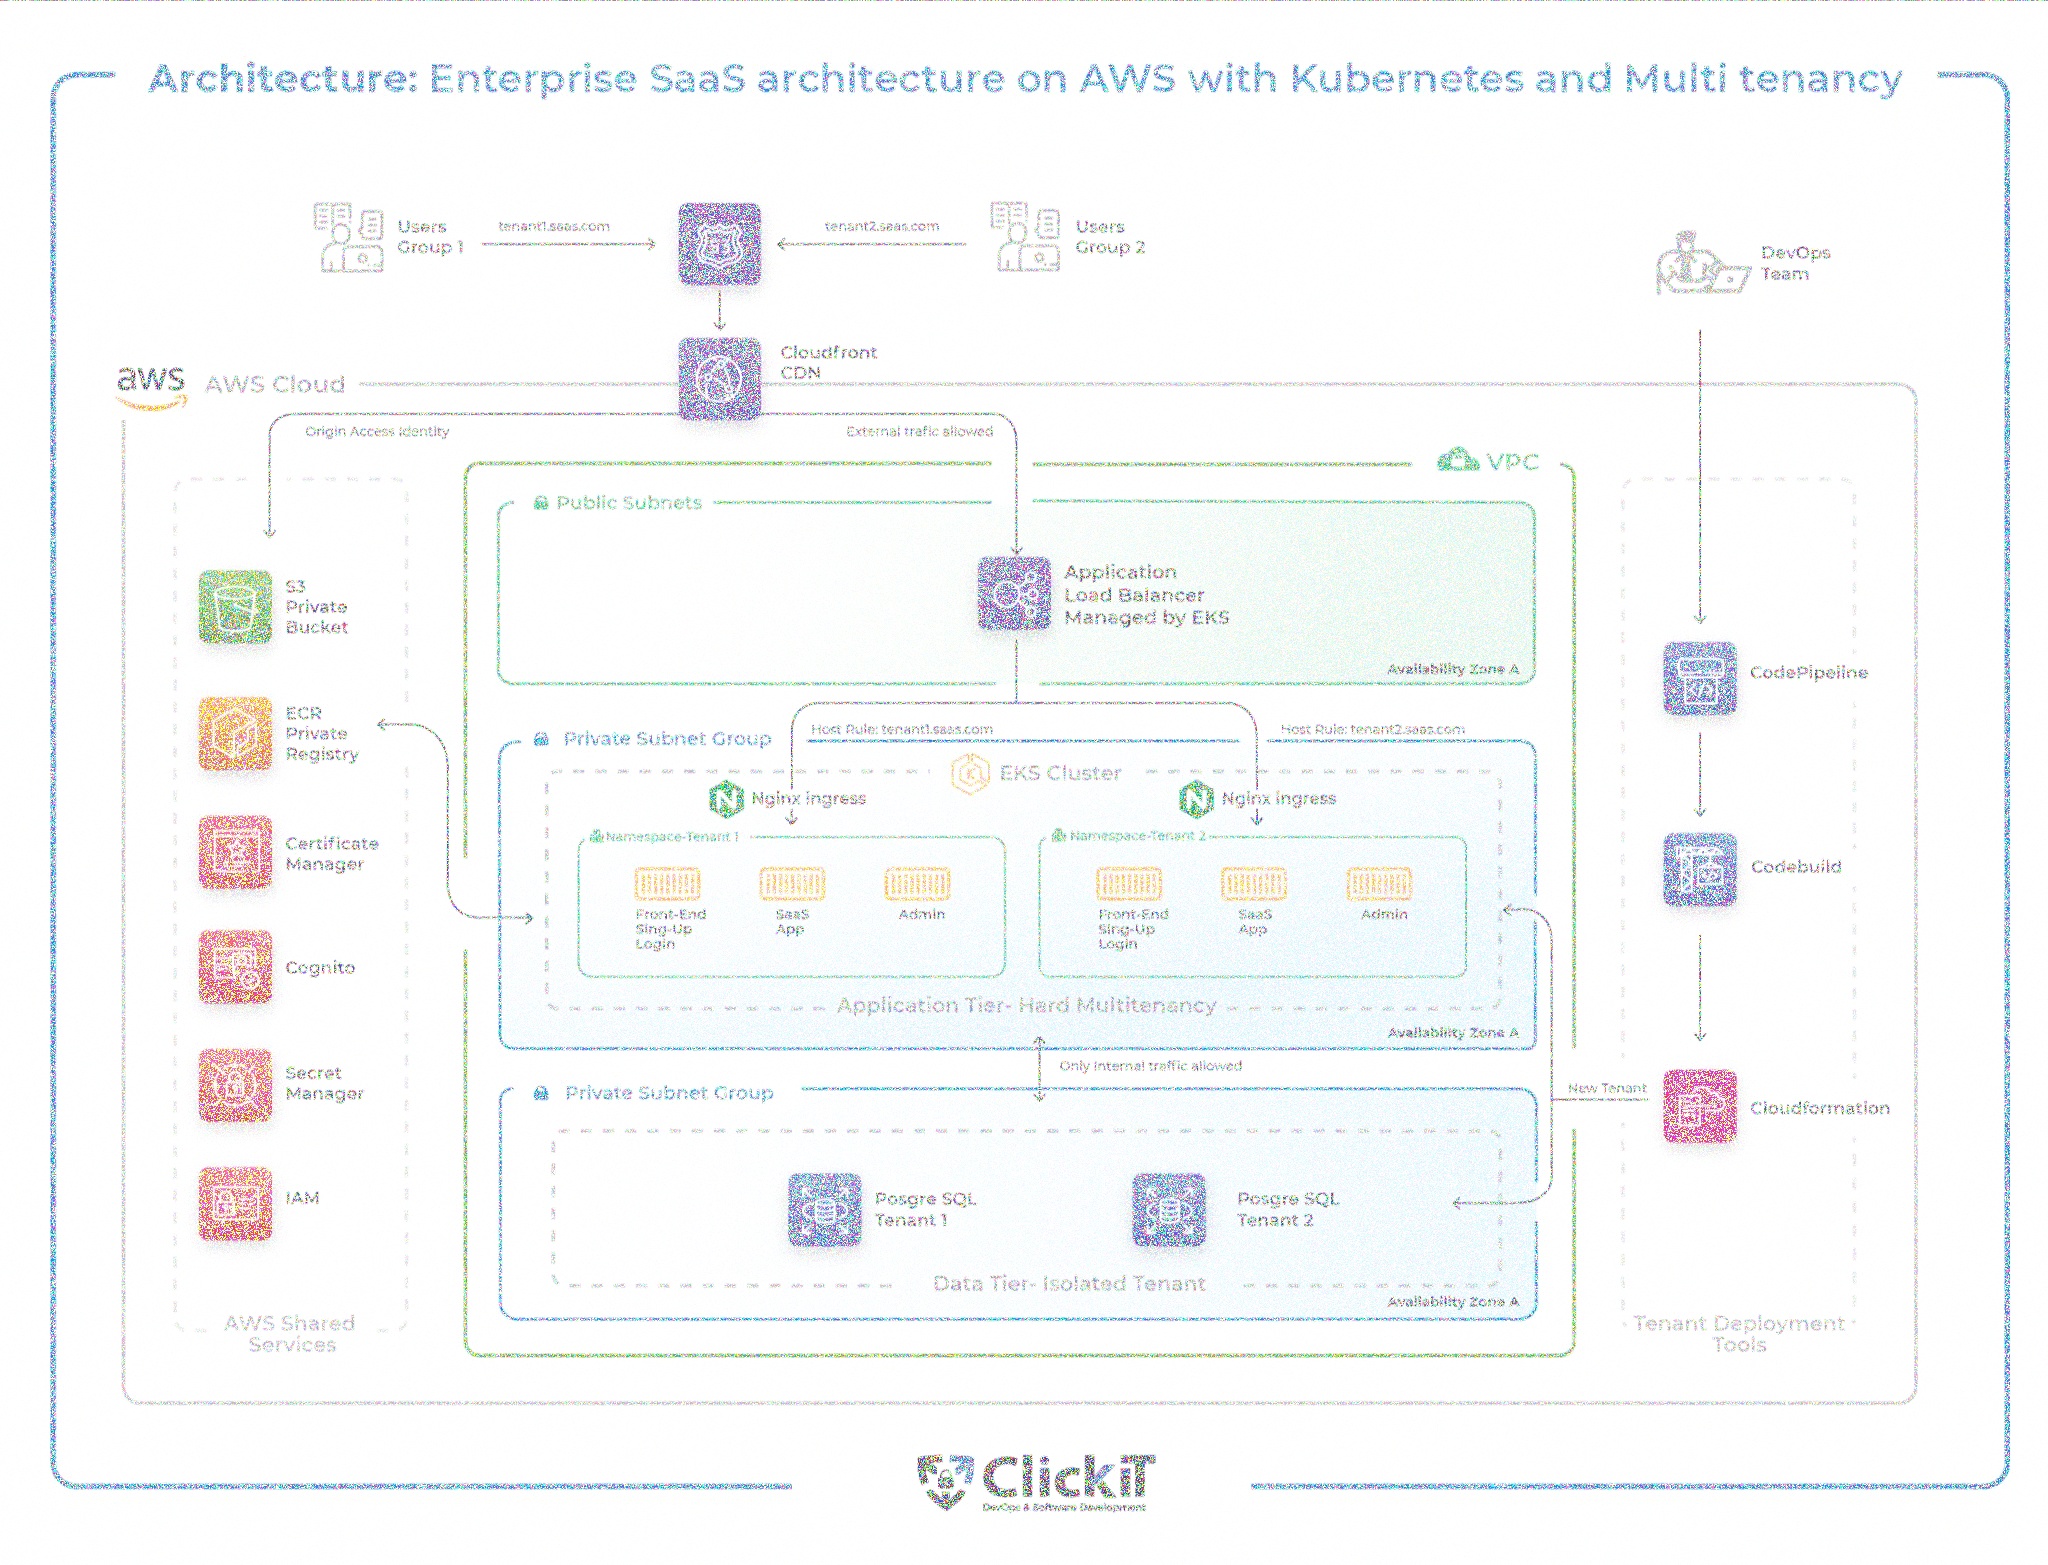 Architecture: Enterprise SaaS architecture on AWS with Kubernetes and Multi tenancy
Users
Group 1
tenant1.saas.com
tenant2.saas.com
Users
Group 2
DevOps
Team
Cloudfront
CDN
aws
AWS Cloud
Origin Access Identity
External trafic allowed
VPC
Public Subnets
Application
Load Balancer
Managed by EKS
Availability Zone A
S3
Private
Bucket
ECR
Private
Registry
Certificate
Manager
Cognito
Secret
Manager
IAM
AWS Shared
Services
Host Rule: tenant1.saas.com
Host Rule: tenant2.saas.com
Private Subnet Group
EKS Cluster
Nginx ingress
Nginx ingress
Namespace-Tenant 1
Front-End
Sing-Up
Login
SaaS
App
Admin
Namespace-Tenant 2
Front-End
Sing-Up
Login
SaaS
App
Admin
Application Tier- Hard Multitenancy
Availability Zone A
Only internal traffic allowed
Private Subnet Group
Posgre SQL
Tenant 1
Posgre SQL
Tenant 2
Data Tier- Isolated Tenant
Availability Zone A
New Tenant
CodePipeline
Codebuild
Cloudformation
Tenant Deployment
Tools
ClickiT
DevOps & Software Development